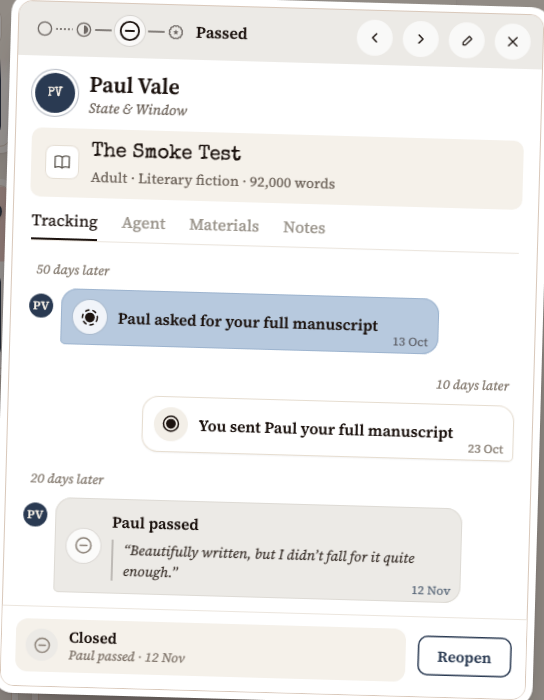 Passed
PV
Paul Vale
State & Window
The Smoke Test
Adult · Literary fiction · 92,000 words
Tracking Agent Materials Notes
50 days later
PV
Paul asked for your full manuscript
13 Oct
10 days later
You sent Paul your full manuscript
23 Oct
20 days later
PV
Paul passed
“Beautifully written, but I didn’t fall for it quite
enough.”
12 Nov
Closed
Paul passed · 12 Nov
Reopen